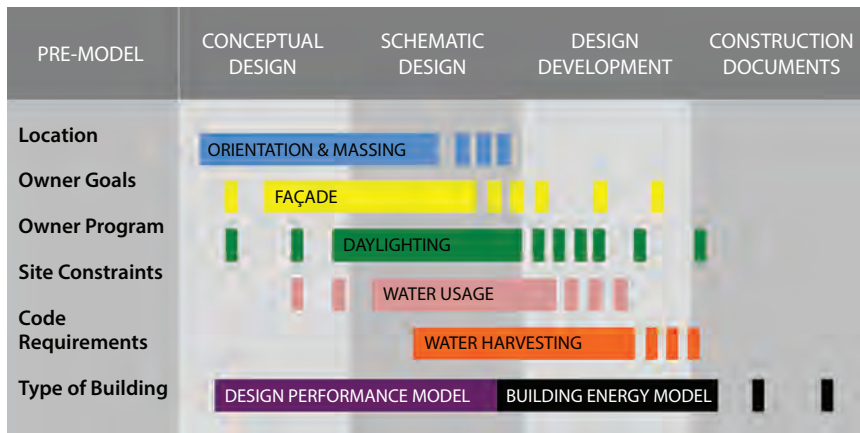 PRE-MODEL
CONCEPTUAL
DESIGN
SCHEMATIC
DESIGN
DESIGN
DEVELOPMENT
CONSTRUCTION
DOCUMENTS
Location
ORIENTATION & MASSING
Owner Goals
FAÇADE
Owner Program
DAYLIGHTING
Site Constraints
WATER USAGE
Code
Requirements
WATER HARVESTING
Type of Building
DESIGN PERFORMANCE MODEL
BUILDING ENERGY MODEL